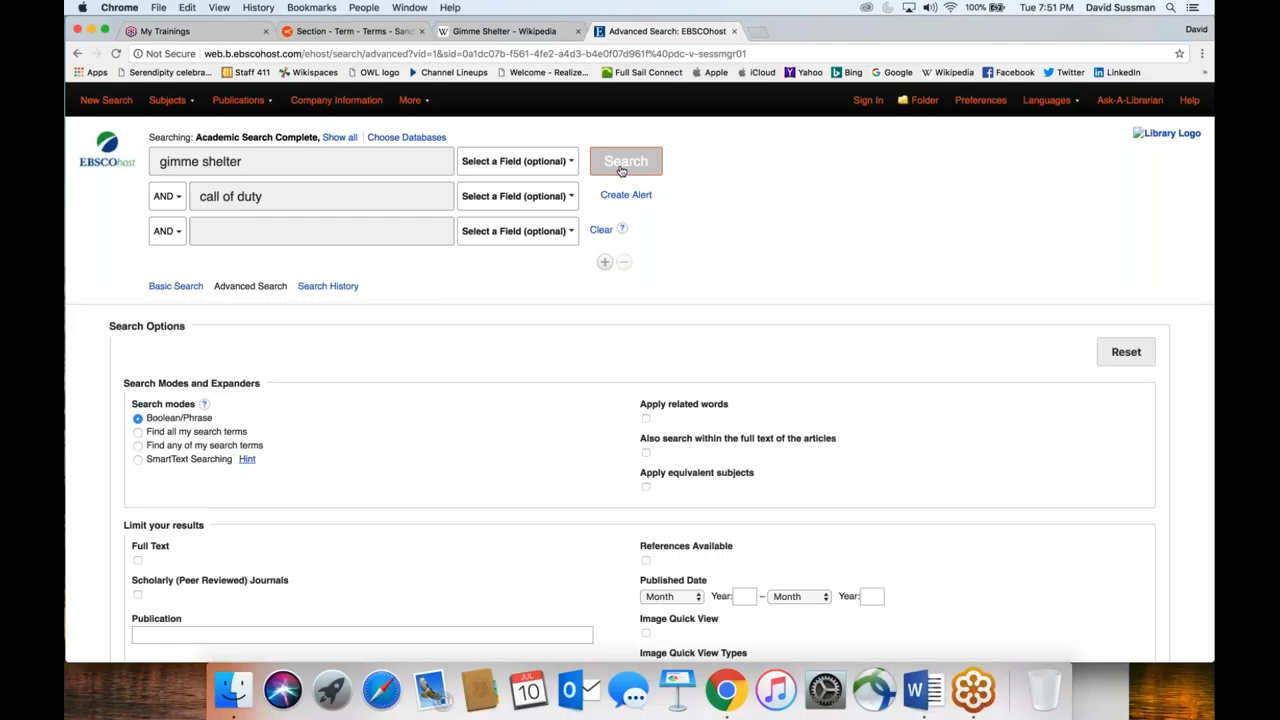 Chrome File Edit View History Bookmarks People Window Help 100% Tue 7:51 PM David Sussman
My Trainings Section - Term - Terms - San Gimme Shelter - Wikipedia Advanced Search: EBSCOhost David
Not Secure web.b.ebscohost.com/ehost/search/advanced?vid=1&sid=0a1dc07b-f561-4fe2-a4d3-b4e0f07d961f%40pdc-v-sessmgr01
Apps Serendipity celebra... Staff 411 Wikispaces OWL logo Channel Lineups Welcome - Realize... Full Sail Connect Apple iCloud Yahoo Bing Google Wikipedia Facebook Twitter LinkedIn »
New Search Subjects Publications Company Information More Sign In Folder Preferences Languages Ask-A-Librarian Help
Searching: Academic Search Complete, Show all Choose Databases
Library Logo
EBSCOhost
gimme shelter Select a Field (optional) Search
AND call of duty Select a Field (optional) Create Alert
AND Select a Field (optional) Clear ?
Basic Search Advanced Search Search History
Search Options
Reset
Search Modes and Expanders
Search modes ?
Boolean/Phrase
Find all my search terms
Find any of my search terms
SmartText Searching Hint
Apply related words
Also search within the full text of the articles
Apply equivalent subjects
Limit your results
Full Text
Scholarly (Peer Reviewed) Journals
Publication
References Available
Published Date
Month Year: – Month Year:
Image Quick View
Image Quick View Types
JUL
10